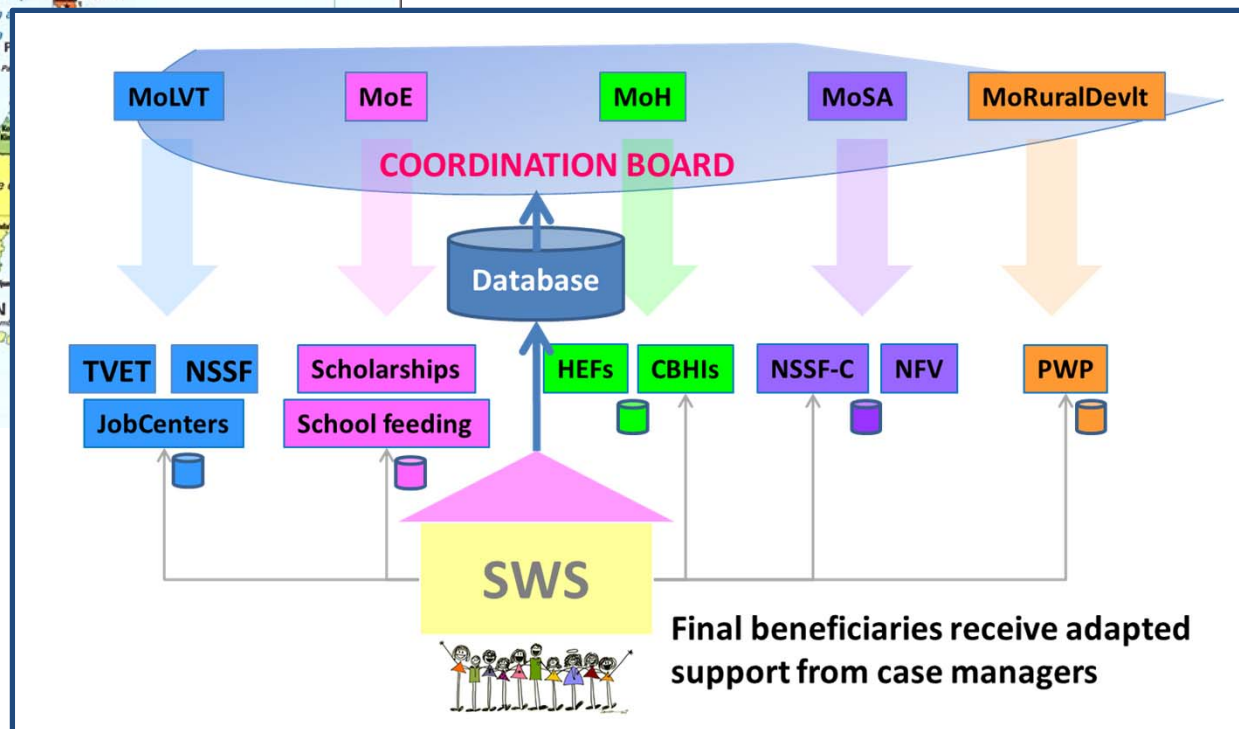 MoLVT
MoE
MoH
MoSA
MoRuralDevlt
COORDINATION BOARD
Database
TVET
NSSF
JobCenters
Scholarships
School feeding
HEFs
CBHIs
NSSF-C
NFV
PWP
SWS
Final beneficiaries receive adapted
support from case managers